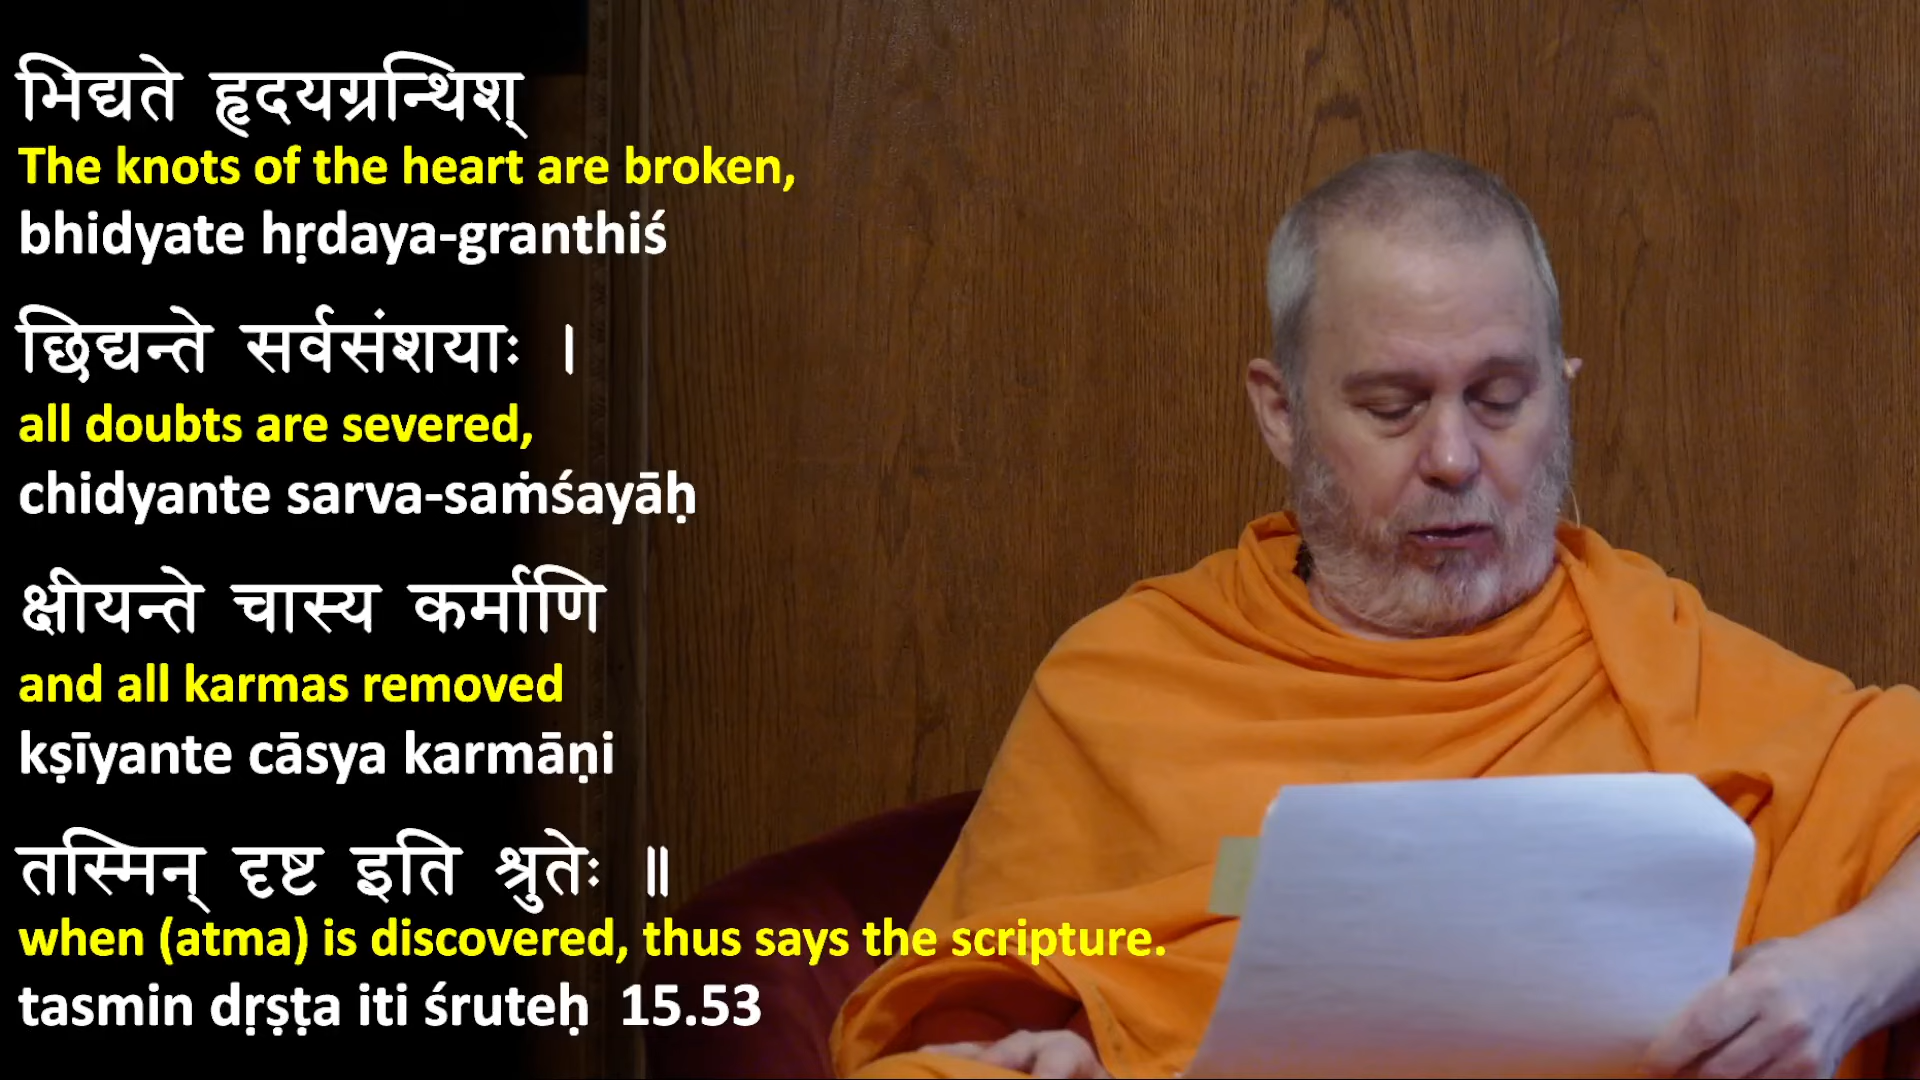 भिद्यते हृदयग्रन्थिश्
The knots of the heart are broken,
bhidyate hṛdaya-granthiś
छिद्यन्ते सर्वसंशयाः ।
all doubts are severed,
chidyante sarva-saṁśayāḥ
क्षीयन्ते चास्य कर्माणि
and all karmas removed
kṣīyante cāsya karmāṇi
तस्मिन् दृष्ट इति श्रुतेः ॥
when (atma) is discovered, thus says the scripture.
tasmin dṛṣṭa iti śruteḥ 15.53